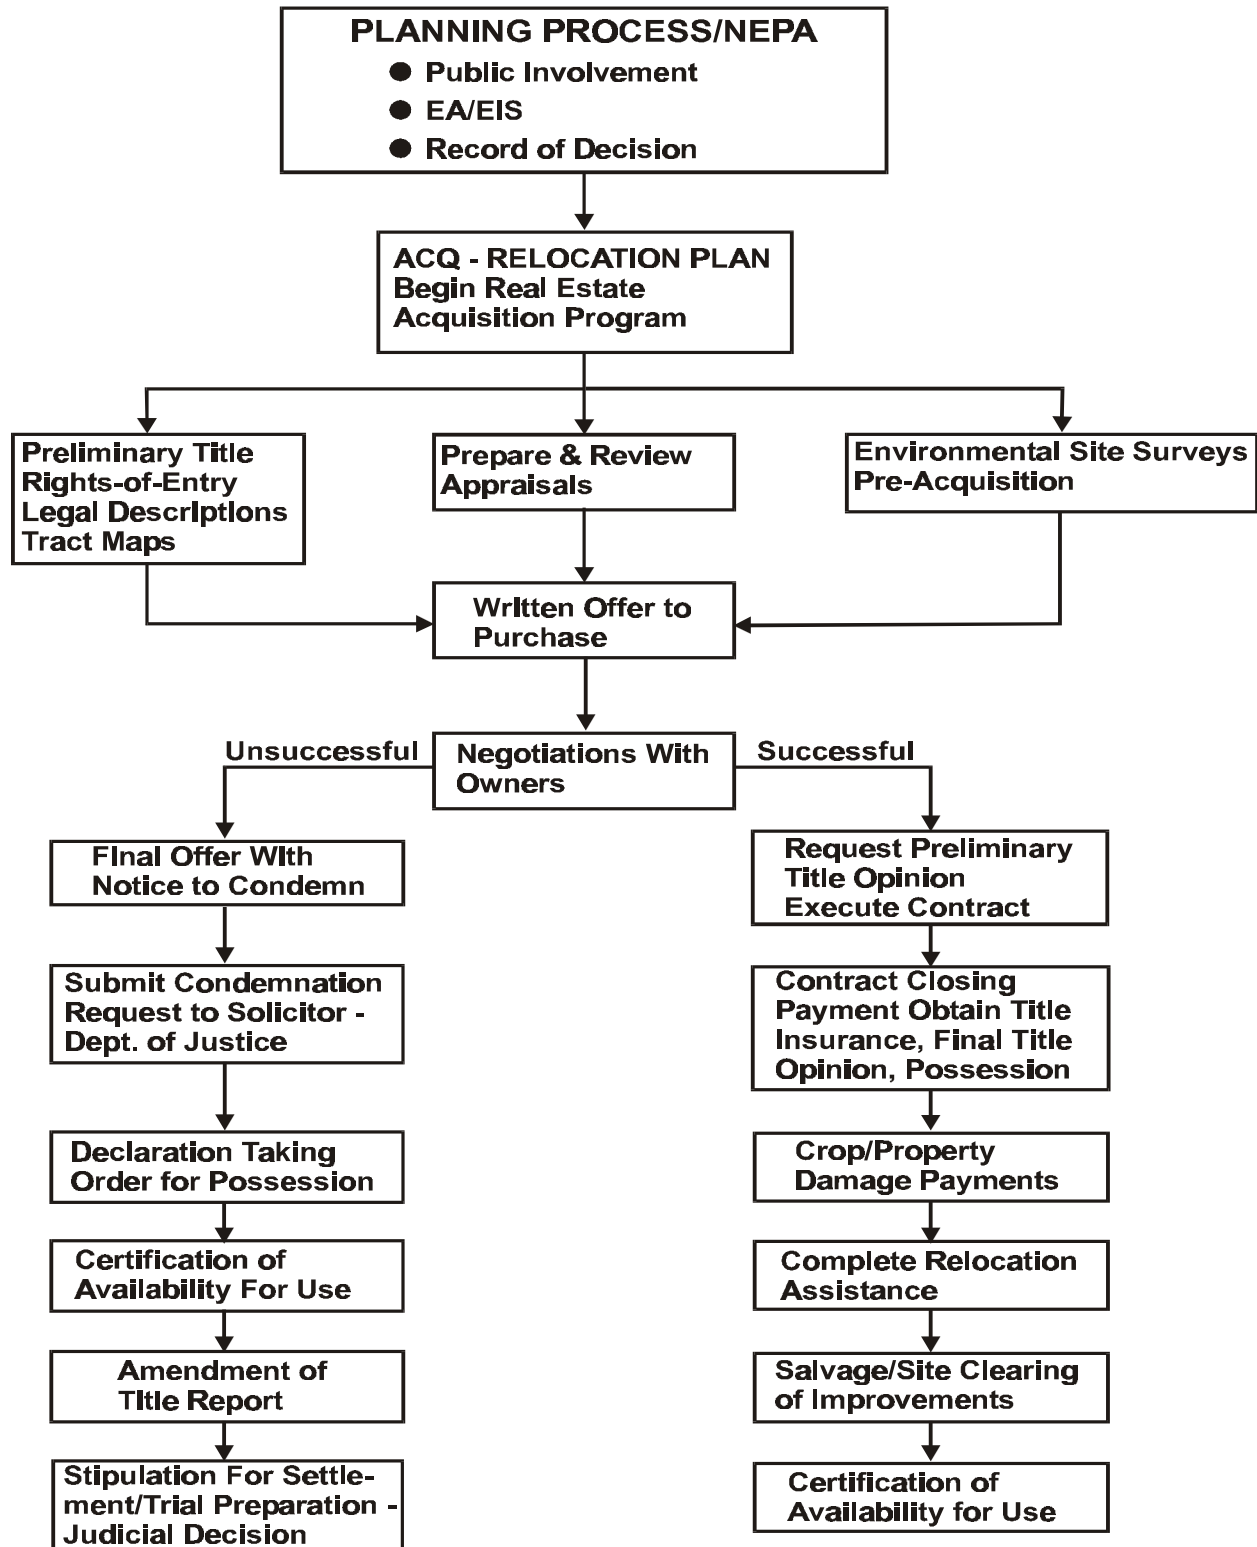 PLANNING PROCESS/NEPA
● Public Involvement
● EA/EIS
● Record of Decision
ACQ - RELOCATION PLAN
Begin Real Estate
Acquisition Program
Preliminary Title
Rights-of-Entry
Legal Descriptions
Tract Maps
Prepare & Review
Appraisals
Environmental Site Surveys
Pre-Acquisition
Written Offer to
Purchase
Unsuccessful
Negotiations With
Owners
Successful
Final Offer With
Notice to Condemn
Request Preliminary
Title Opinion
Execute Contract
Submit Condemnation
Request to Solicitor -
Dept. of Justice
Contract Closing
Payment Obtain Title
Insurance, Final Title
Opinion, Possession
Declaration Taking
Order for Possession
Crop/Property
Damage Payments
Certification of
Availability For Use
Complete Relocation
Assistance
Amendment of
Title Report
Salvage/Site Clearing
of Improvements
Stipulation For Settle-
ment/Trial Preparation -
Judicial Decision
Certification of
Availability for Use